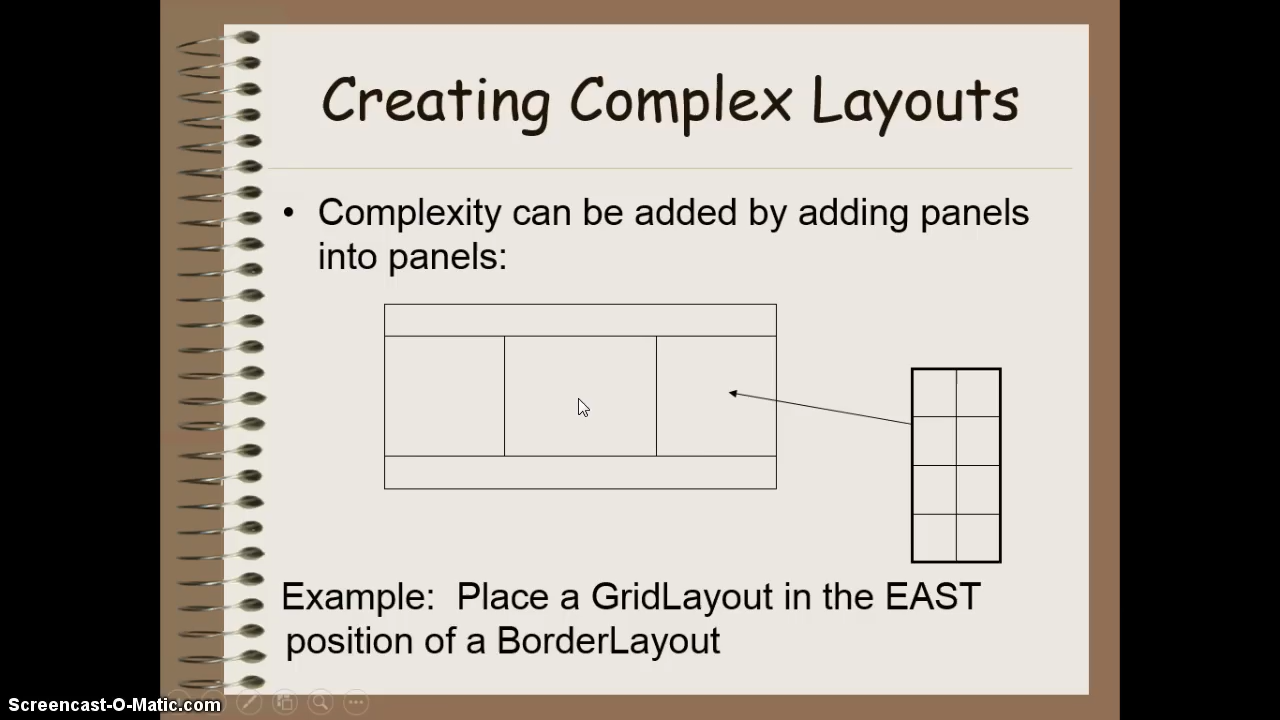 Creating Complex Layouts
• Complexity can be added by adding panels
into panels:
Example: Place a GridLayout in the EAST
position of a BorderLayout
Screencast-O-Matic.com